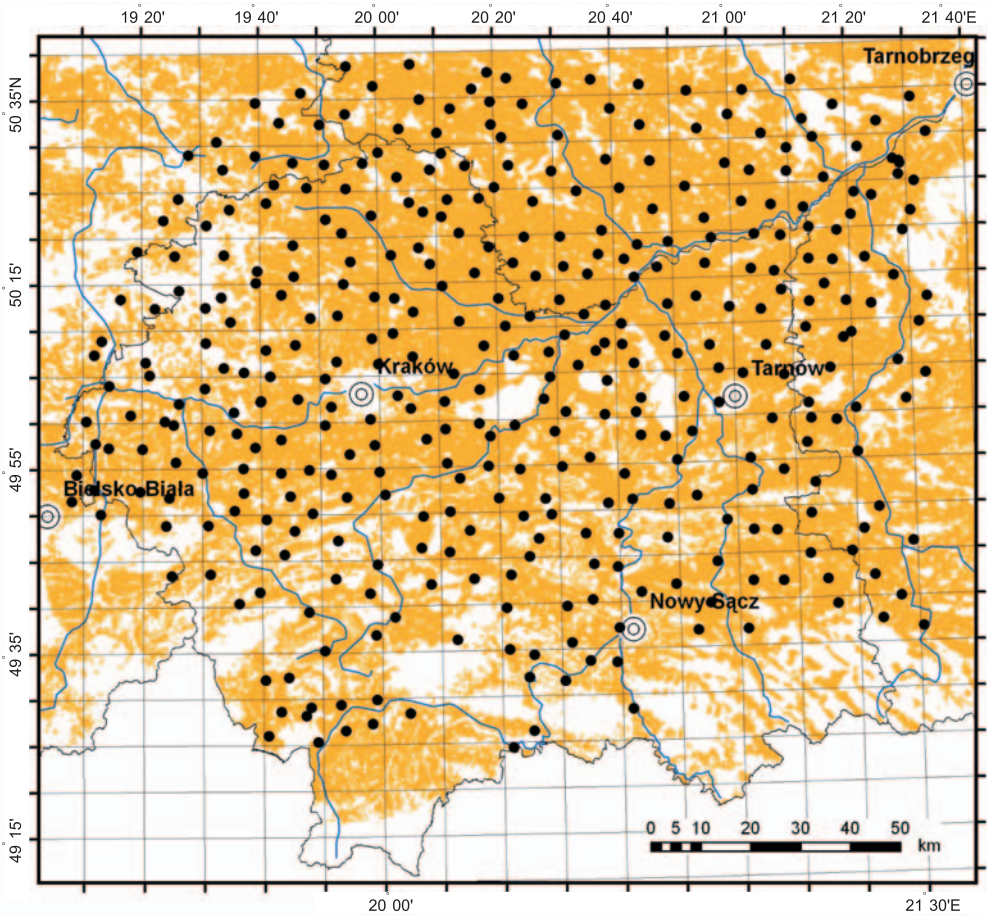 19 20' 19 40' 20 00' 20 20' 20 40' 21 00' 21 20' 21 40'E
Tarnobrzeg
50 35'N
50 15'
Kraków
Tarnów
49 55'
Bielsko-Biała
Nowy Sącz
49 35'
49 15'
0 5 10 20 30 40 50
km
20 00' 21 30'E